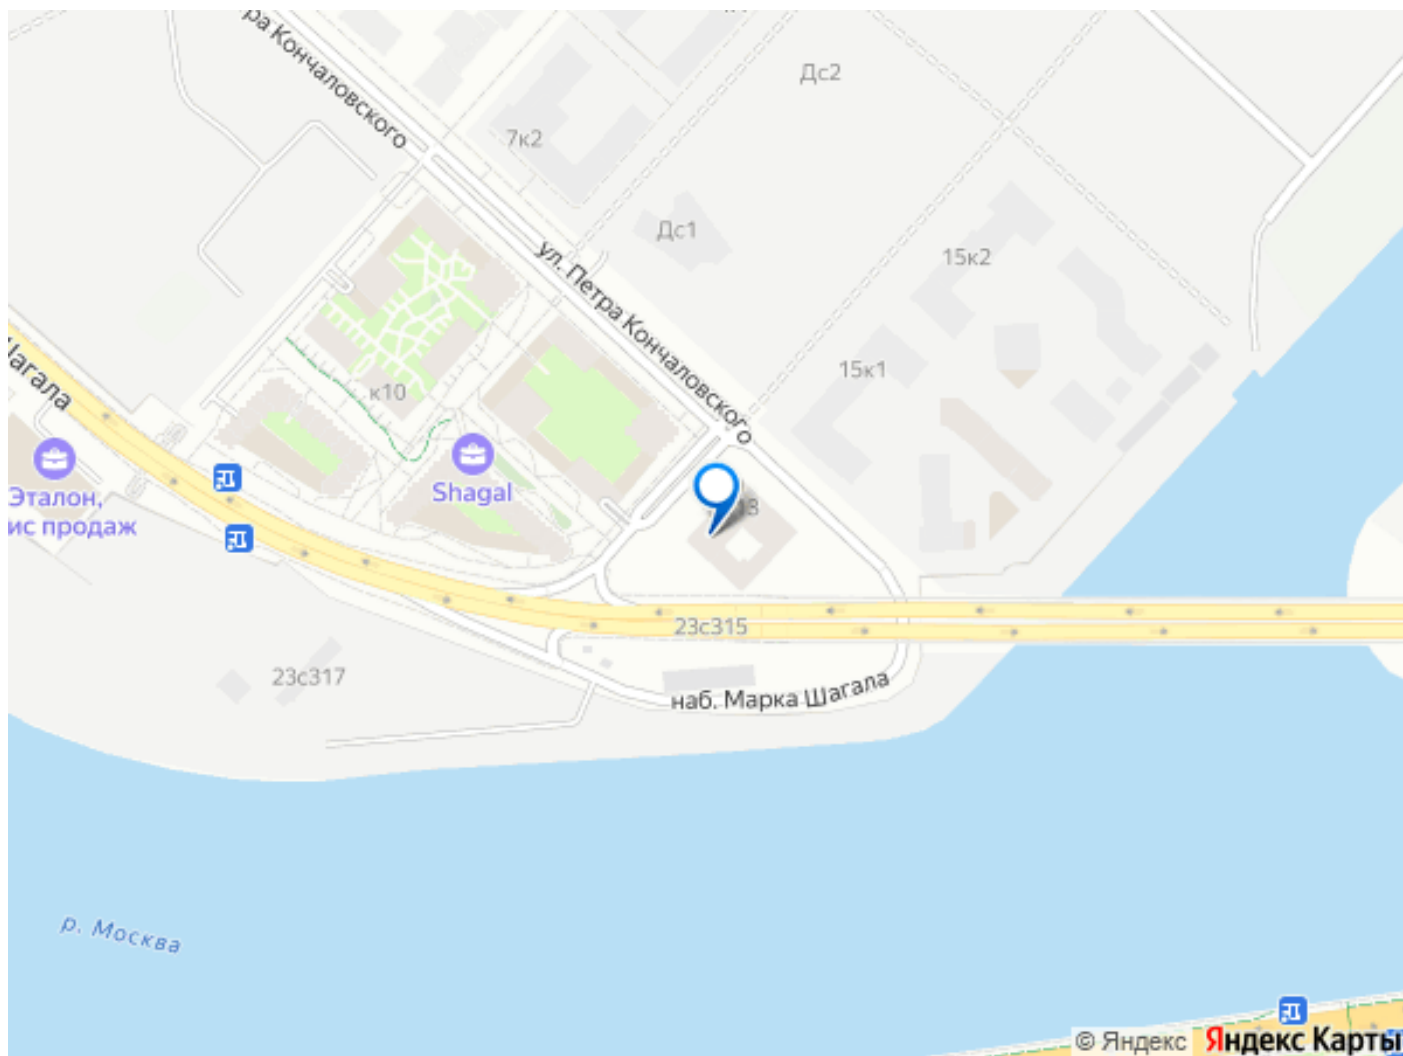 ра Кончаловского
Дс2
7к2
Дс1
ул. Петра Кончаловского
15к2
15к1
Шагала
к10
Shagal
Эталон,
ис продаж
23с315
23с317
наб. Марка Шагала
р. Москва
© Яндекс Яндекс Карты